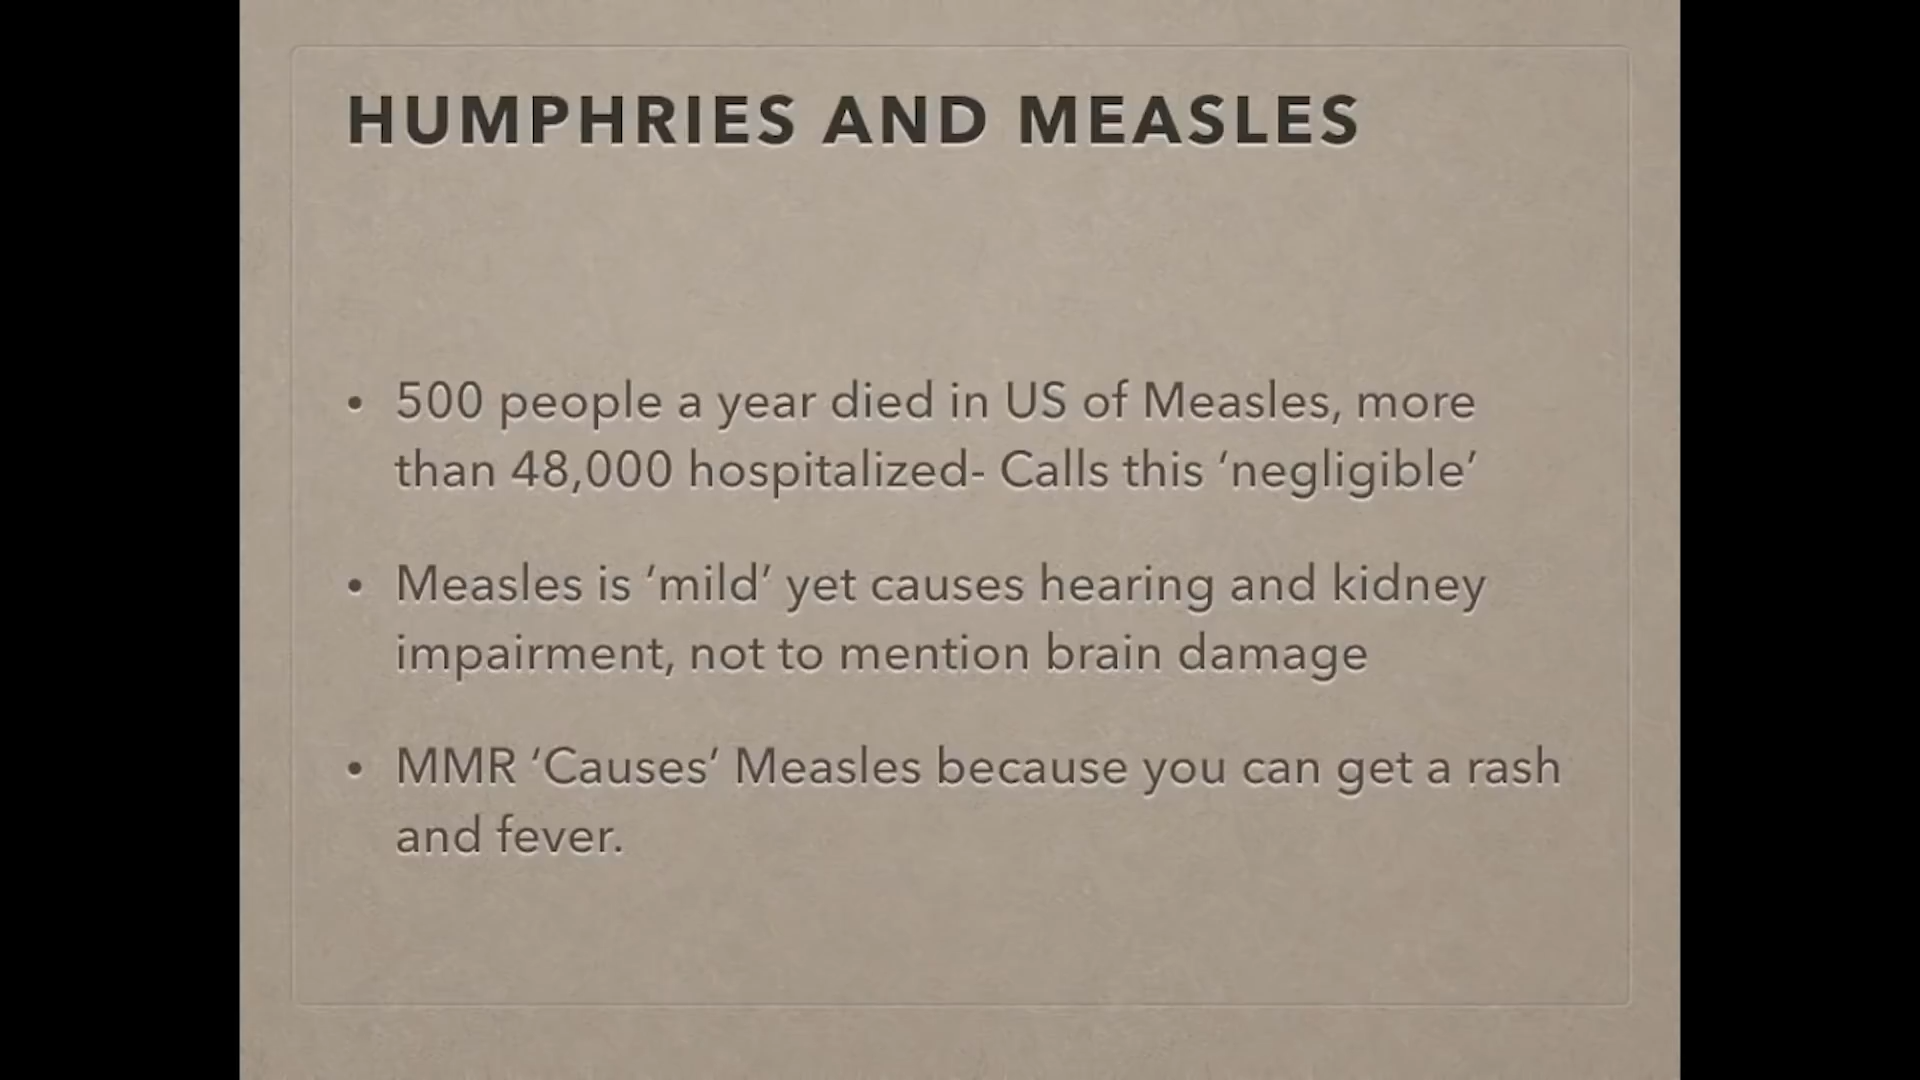 HUMPHRIES AND MEASLES
• 500 people a year died in US of Measles, more
than 48,000 hospitalized- Calls this ‘negligible’
• Measles is ‘mild’ yet causes hearing and kidney
impairment, not to mention brain damage
• MMR ‘Causes’ Measles because you can get a rash
and fever.